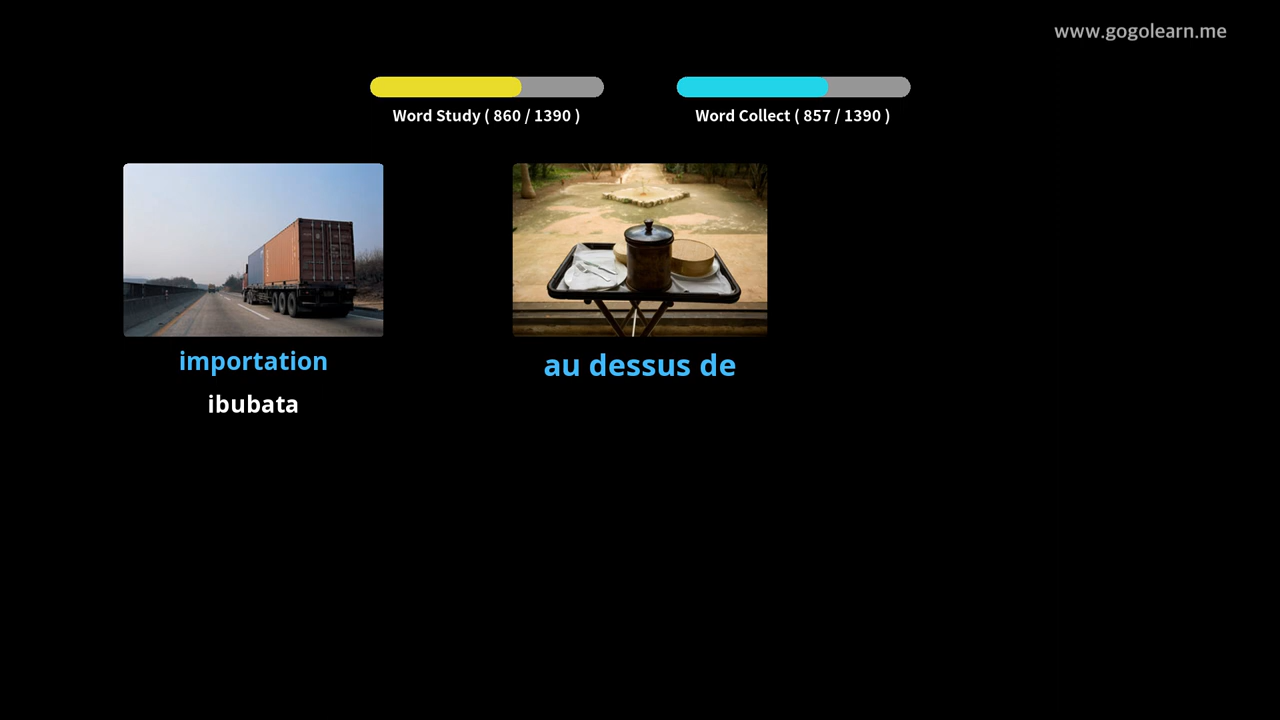 www.gogolearn.me
Word Study ( 860 / 1390 )
Word Collect ( 857 / 1390 )
importation
ibubata
au dessus de